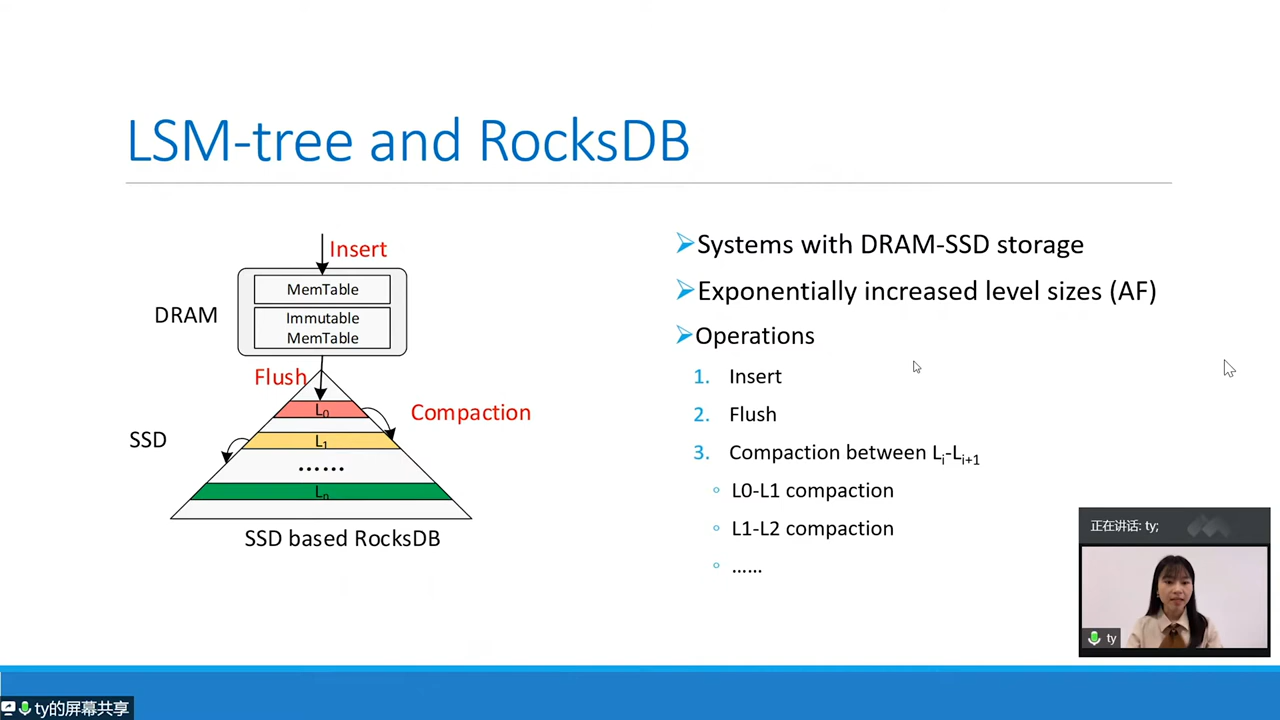 LSM-tree and RocksDB
Insert
MemTable
DRAM
Immutable
MemTable
Flush
L0
Compaction
SSD
L1
......
Ln
SSD based RocksDB
Systems with DRAM-SSD storage
Exponentially increased level sizes (AF)
Operations
1. Insert
2. Flush
3. Compaction between Li-Li+1
L0-L1 compaction
L1-L2 compaction
......
正在讲话: ty;
ty
ty的屏幕共享